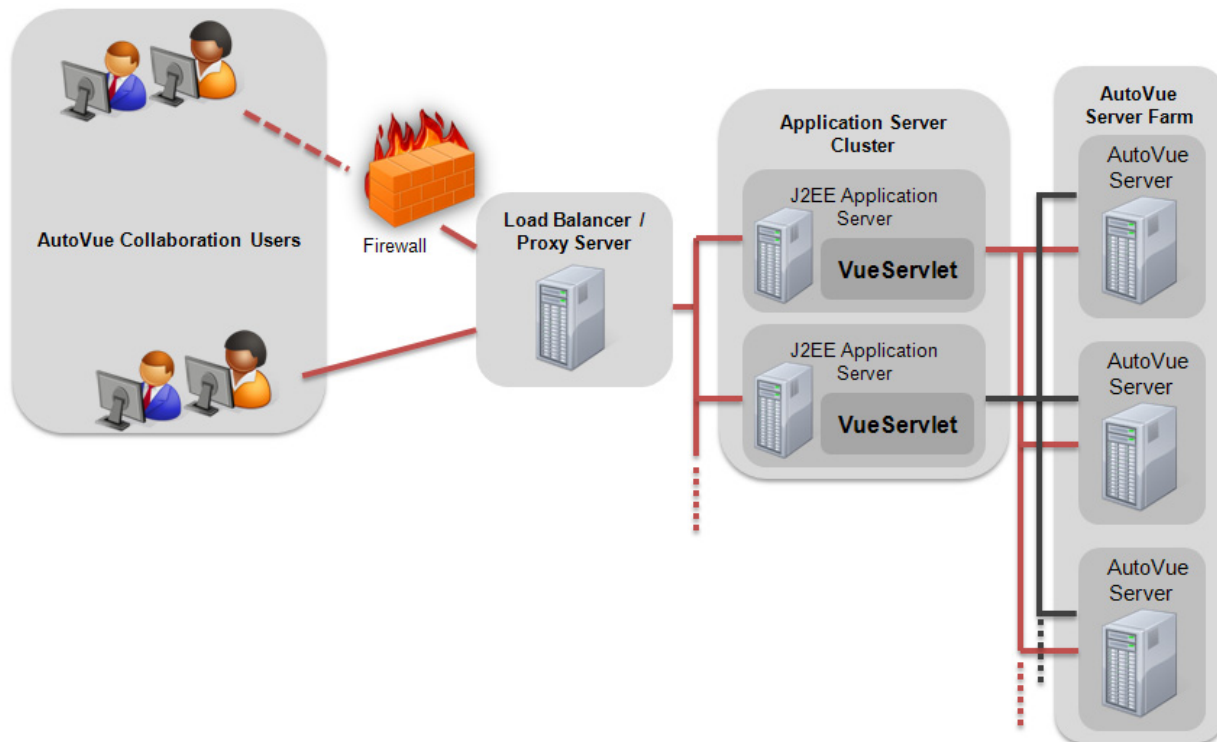 AutoVue Collaboration Users
Firewall
Load Balancer /
Proxy Server
Application Server
Cluster
J2EE Application
Server
VueServlet
J2EE Application
Server
VueServlet
AutoVue
Server Farm
AutoVue
Server
AutoVue
Server
AutoVue
Server